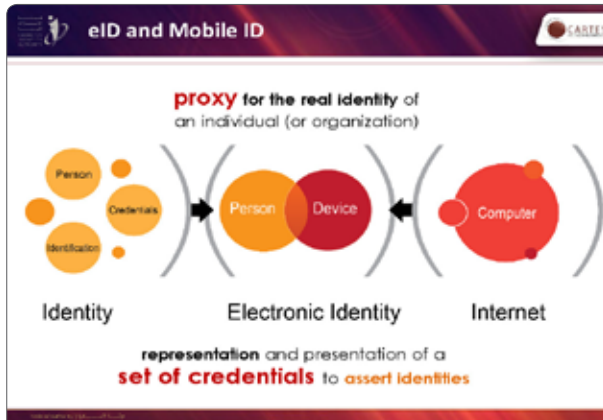 eID and Mobile ID
CARTES
proxy for the real identity of
an individual (or organization)
Person
Credentials
Identification
Person
Device
Computer
Identity
Electronic Identity
Internet
representation and presentation of a
set of credentials to assert identities